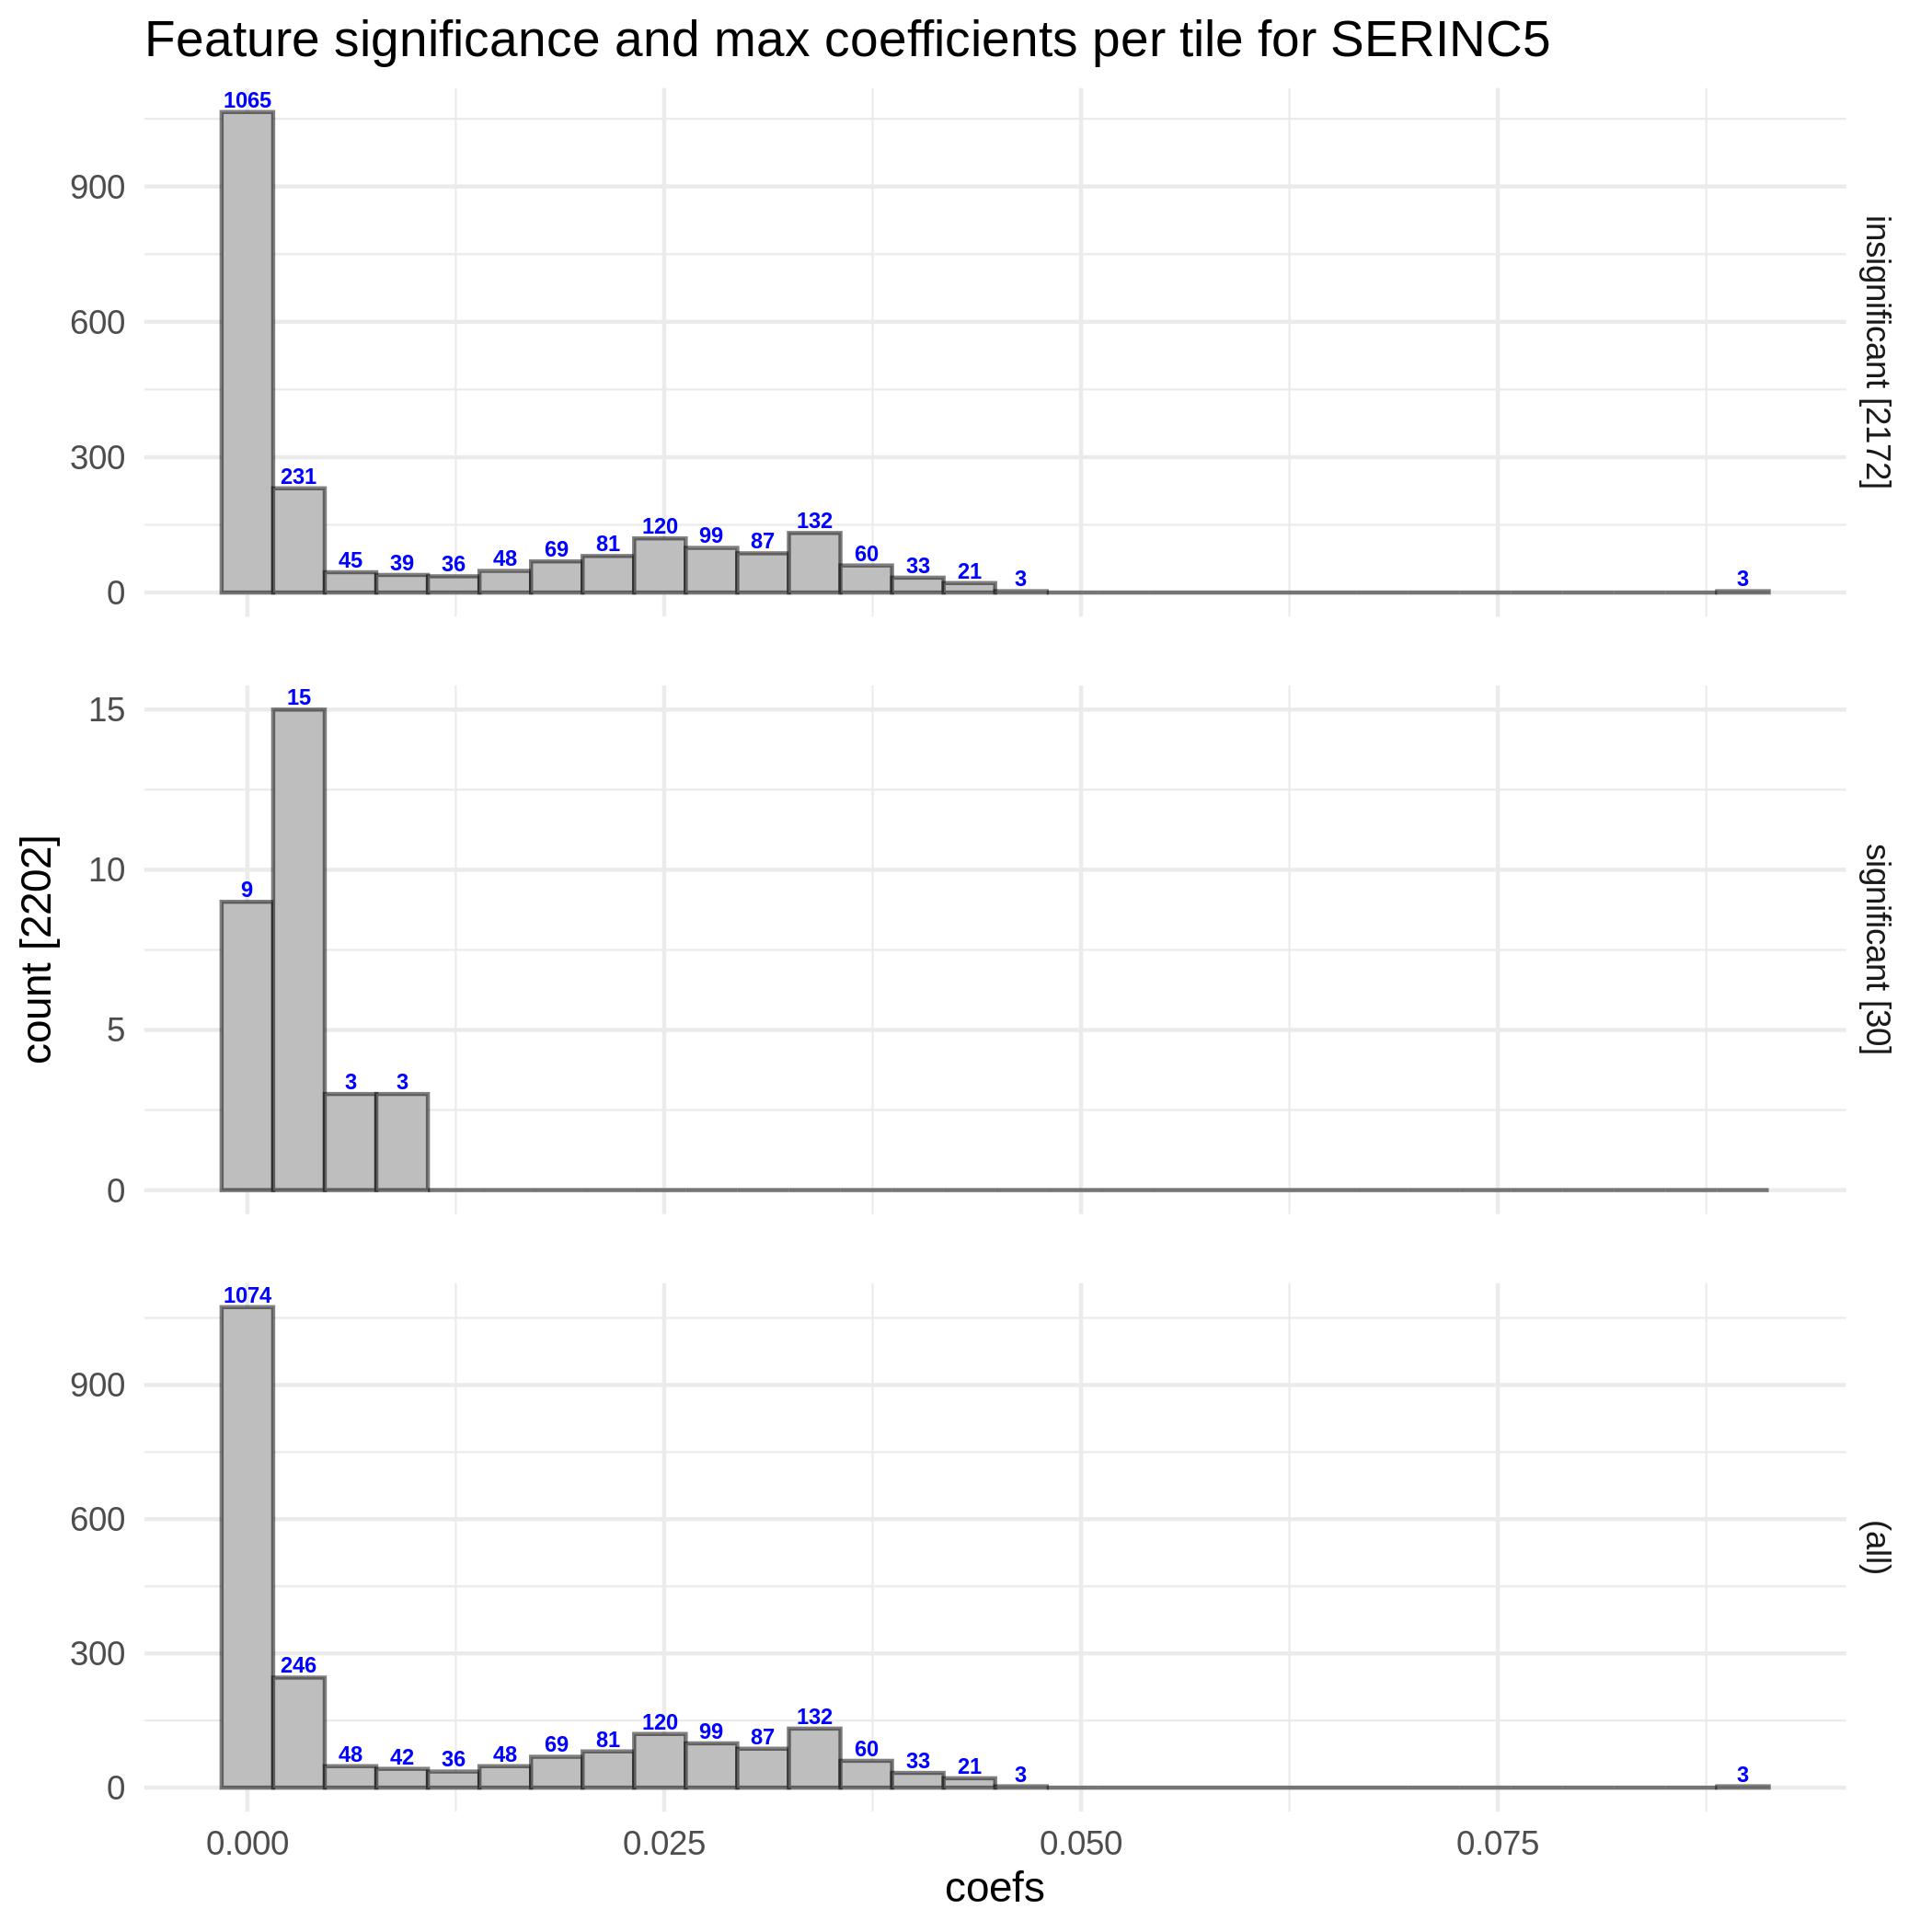 Feature significance and max coefficients per tile for SERINC5
1065
231
45 39 36 48 69 81 120 99 87 132 60 33 21 3 3
900
600
300
0
insignificant [2172]
15
9
3 3
15
10
5
0
significant [30]
count [2202]
1074
246
48 42 36 48 69 81 120 99 87 132 60 33 21 3 3
900
600
300
0
(all)
0.000 0.025 0.050 0.075
coefs